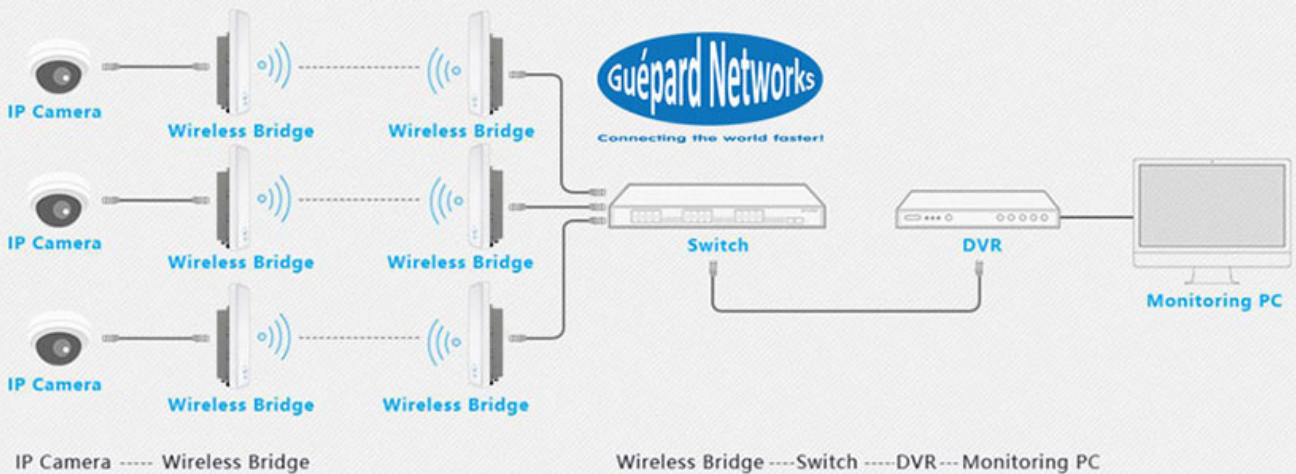 Guépard Networks
Connecting the world faster!
IP Camera
Wireless Bridge
Wireless Bridge
IP Camera
Wireless Bridge
Wireless Bridge
Switch
DVR
Monitoring PC
IP Camera
Wireless Bridge
Wireless Bridge
IP Camera ----- Wireless Bridge
Wireless Bridge ----Switch ----DVR---Monitoring PC